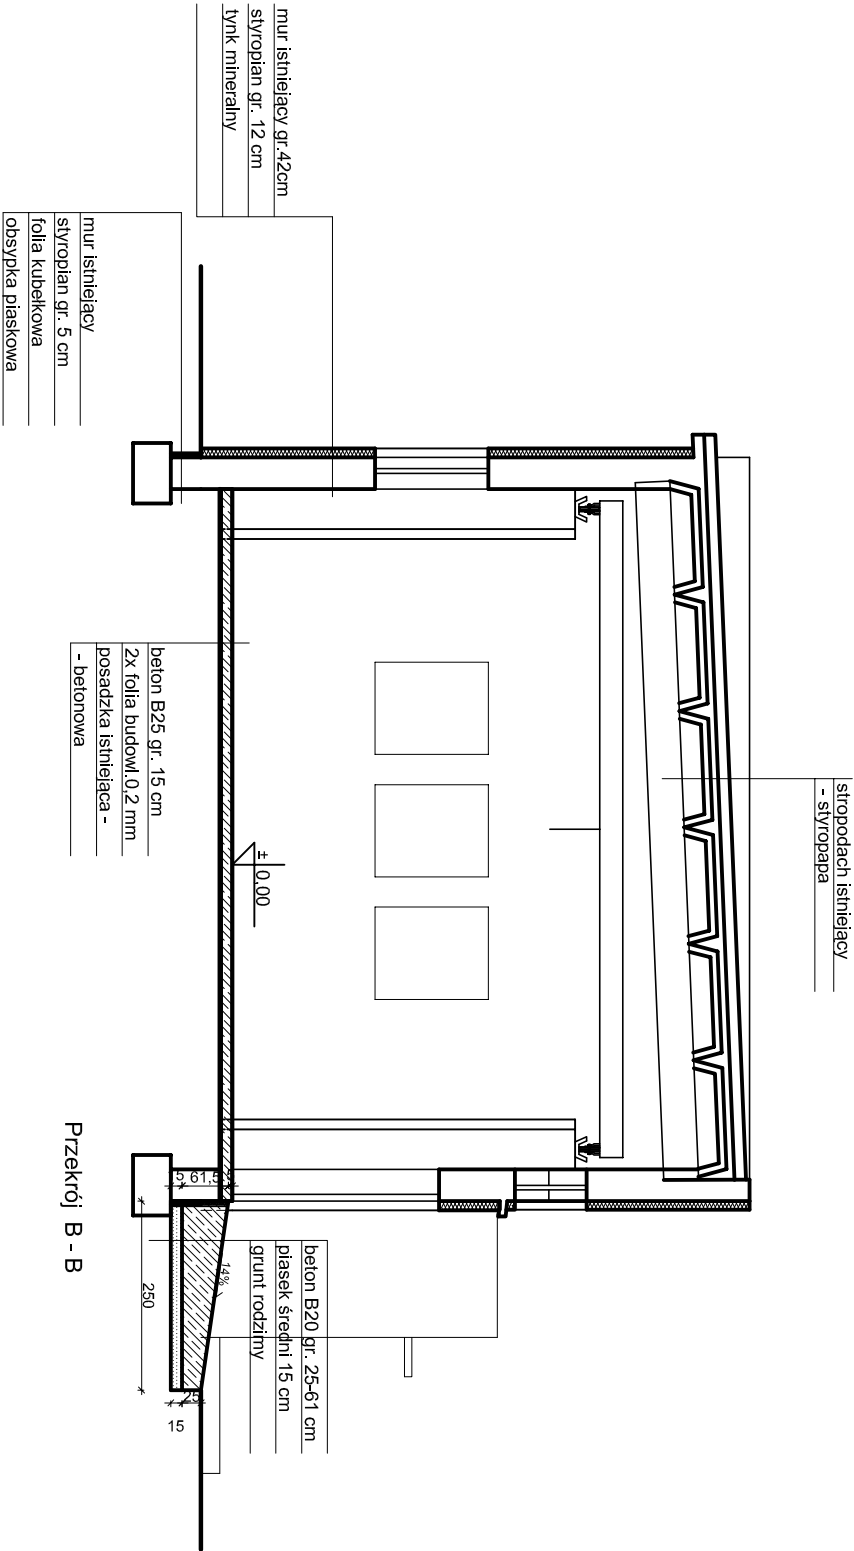 stropodach istniejący
- styropapa
mur istniejący gr.42cm
styropian gr. 12 cm
tynk mineralny
mur istniejący
styropian gr. 5 cm
folia kubełkowa
obsypka piaskowa
beton B25 gr. 15 cm
2x folia budowl.0,2 mm
posadzka istniejąca -
- betonowa
± 0,00
beton B20 gr. 25-61 cm
piasek średni 15 cm
grunt rodzimy
14%
61,5
250
25
15
Przekrój B - B